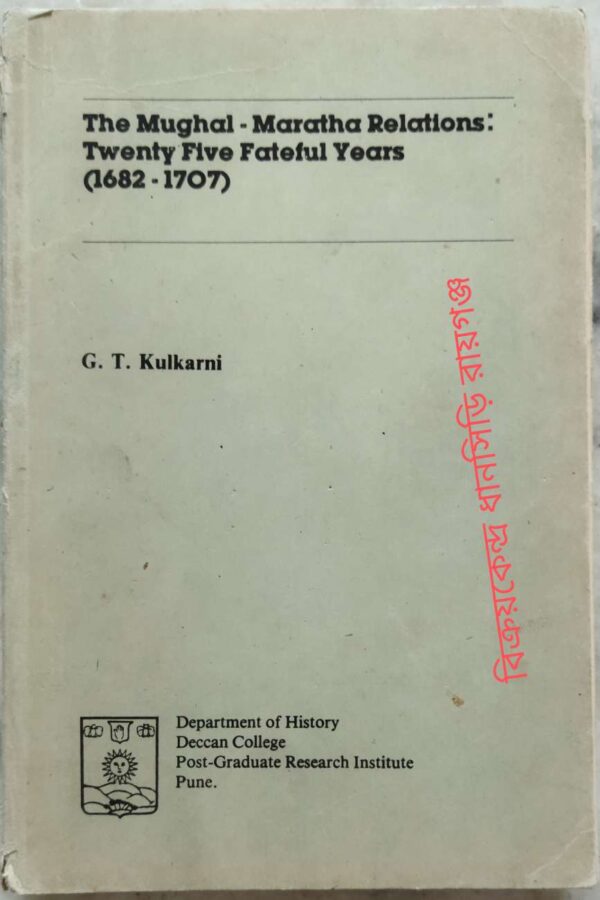 The Mughal - Maratha Relations:
Twenty Five Fateful Years
(1682 - 1707)
G. T. Kulkarni
বিক্রয়কেন্দ্র ধানসিড়ি রায়গঞ্জ
Department of History
Deccan College
Post-Graduate Research Institute
Pune.